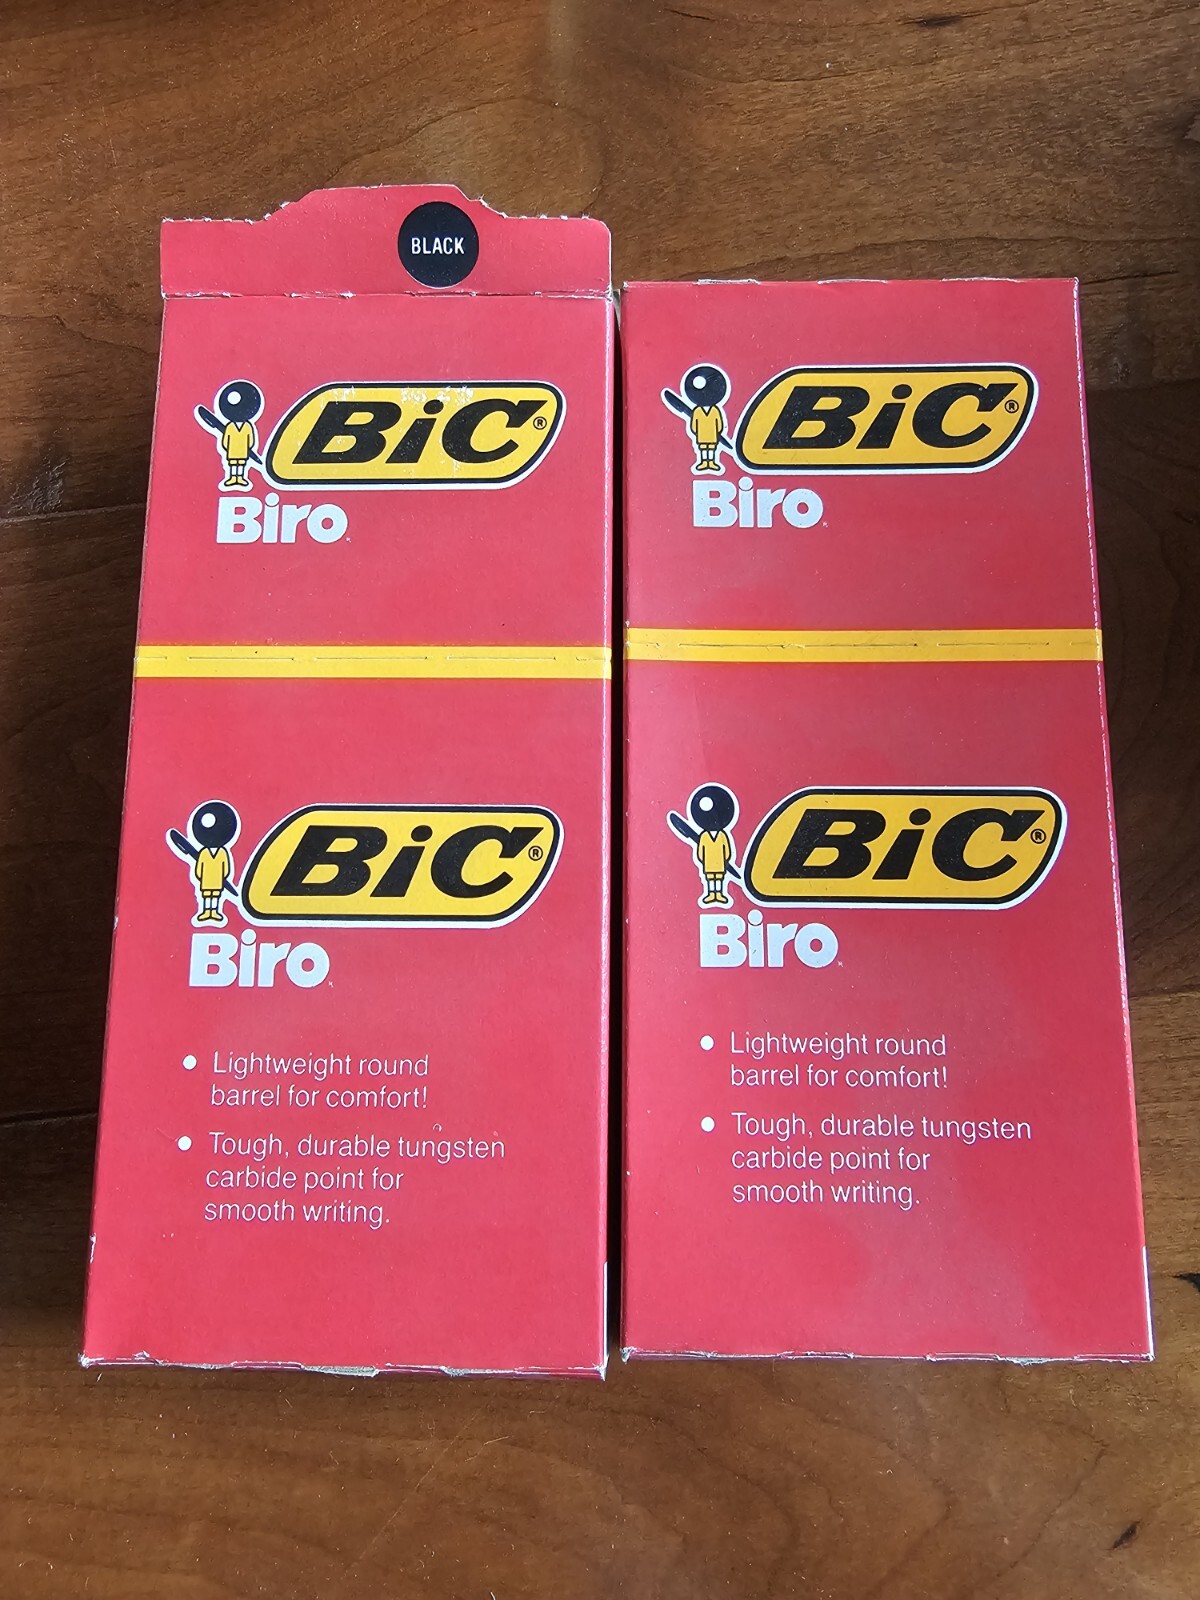 BLACK
BiC®
Biro
BiC®
Biro
• Lightweight round
barrel for comfort!
• Tough, durable tungsten
carbide point for
smooth writing.
BiC®
Biro
BiC®
Biro
• Lightweight round
barrel for comfort!
• Tough, durable tungsten
carbide point for
smooth writing.